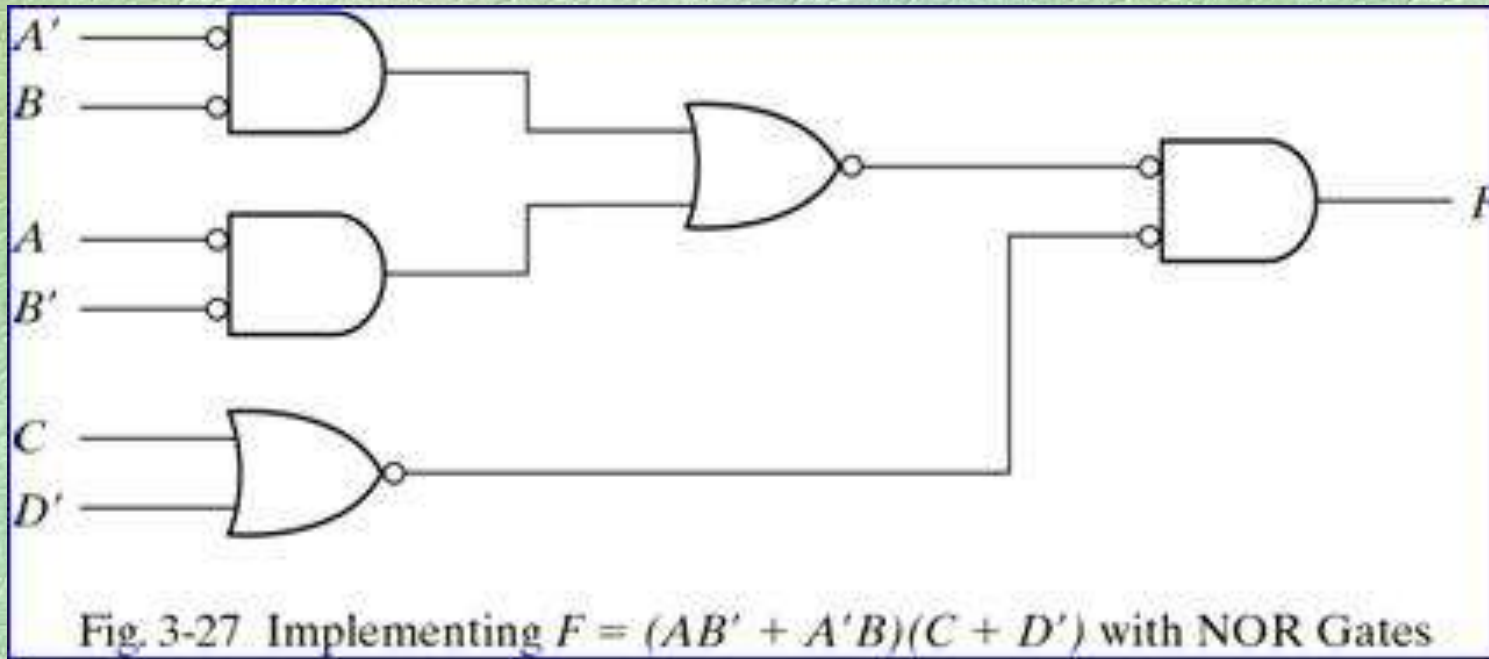 A'
B
A
B'
C
D'
F
Fig. 3-27 Implementing F = (AB' + A'B)(C + D') with NOR Gates